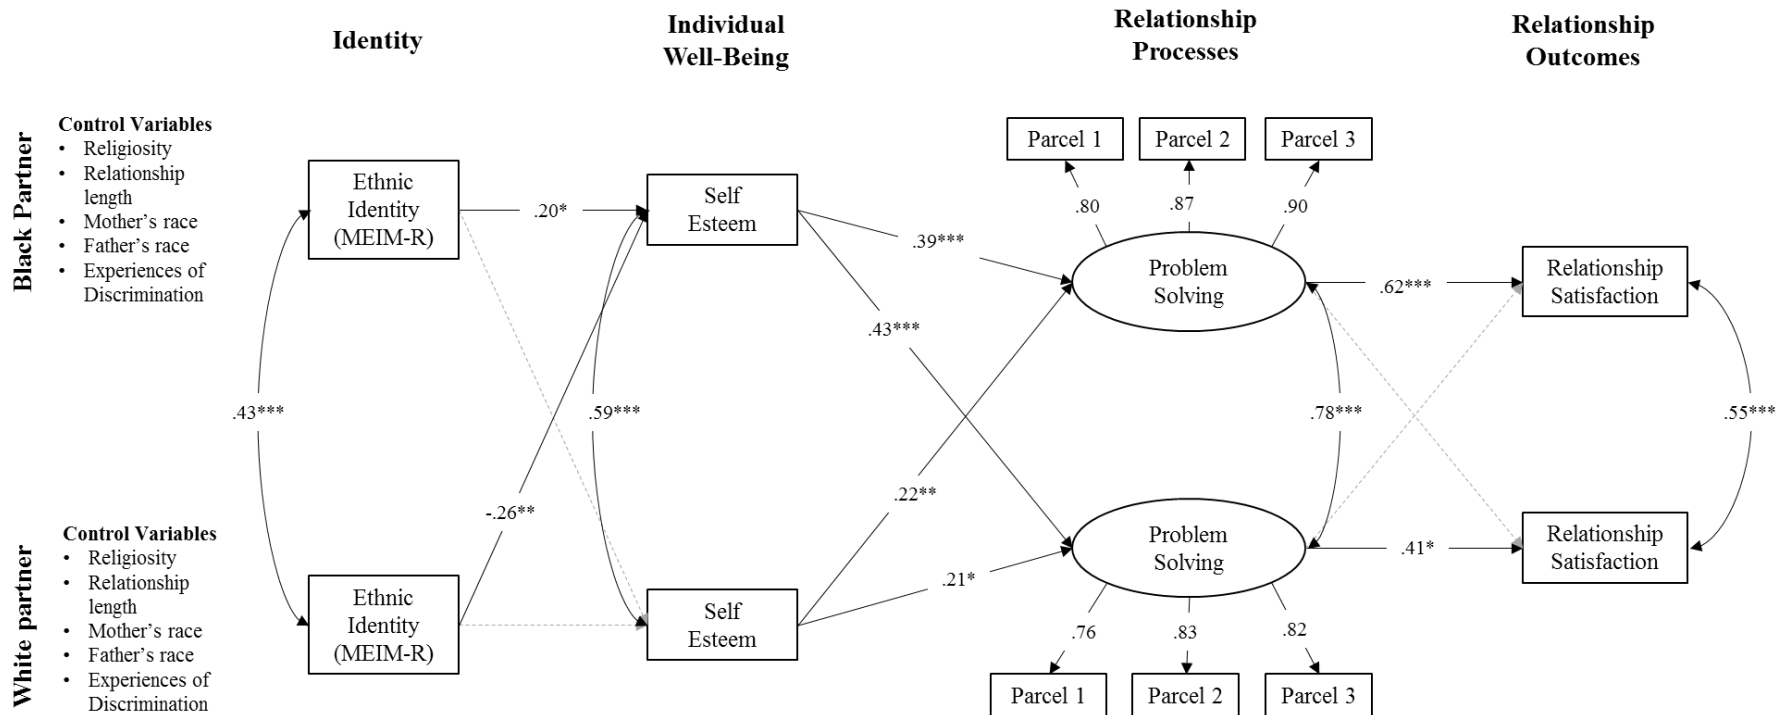 Identity
Individual
Well-Being
Relationship
Processes
Relationship
Outcomes
Black Partner
Control Variables
• Religiosity
• Relationship
length
• Mother's race
• Father's race
• Experiences of
Discrimination
Ethnic
Identity
(MEIM-R)
.20*
Self
Esteem
.39***
.43***
Parcel 1
Parcel 2
Parcel 3
.80
.87
.90
Problem
Solving
.62***
Relationship
Satisfaction
.43***
.59***
.78***
.55***
-.26**
.22**
White partner
Control Variables
• Religiosity
• Relationship
length
• Mother's race
• Father's race
• Experiences of
Discrimination
Ethnic
Identity
(MEIM-R)
Self
Esteem
.21*
Problem
Solving
.41*
Relationship
Satisfaction
.76
.83
.82
Parcel 1
Parcel 2
Parcel 3